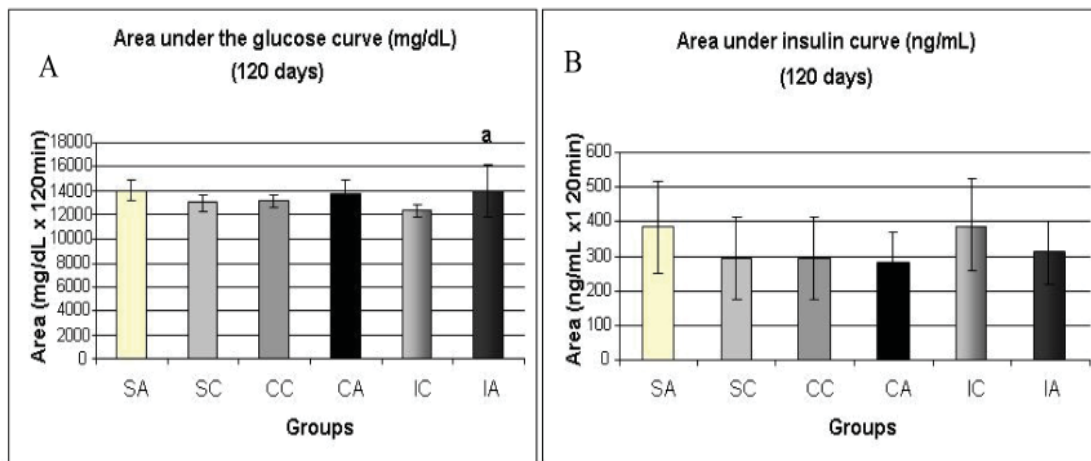 A
Area under the glucose curve (mg/dL)
(120 days)
Area (mg/dL x 120min)
18000
16000
14000
12000
10000
8000
6000
4000
2000
0
a
SA SC CC CA IC IA
Groups
B
Area under insulin curve (ng/mL)
(120 days)
Area (ng/mL x1 20min)
600
500
400
300
200
100
0
SA SC CC CA IC IA
Groups